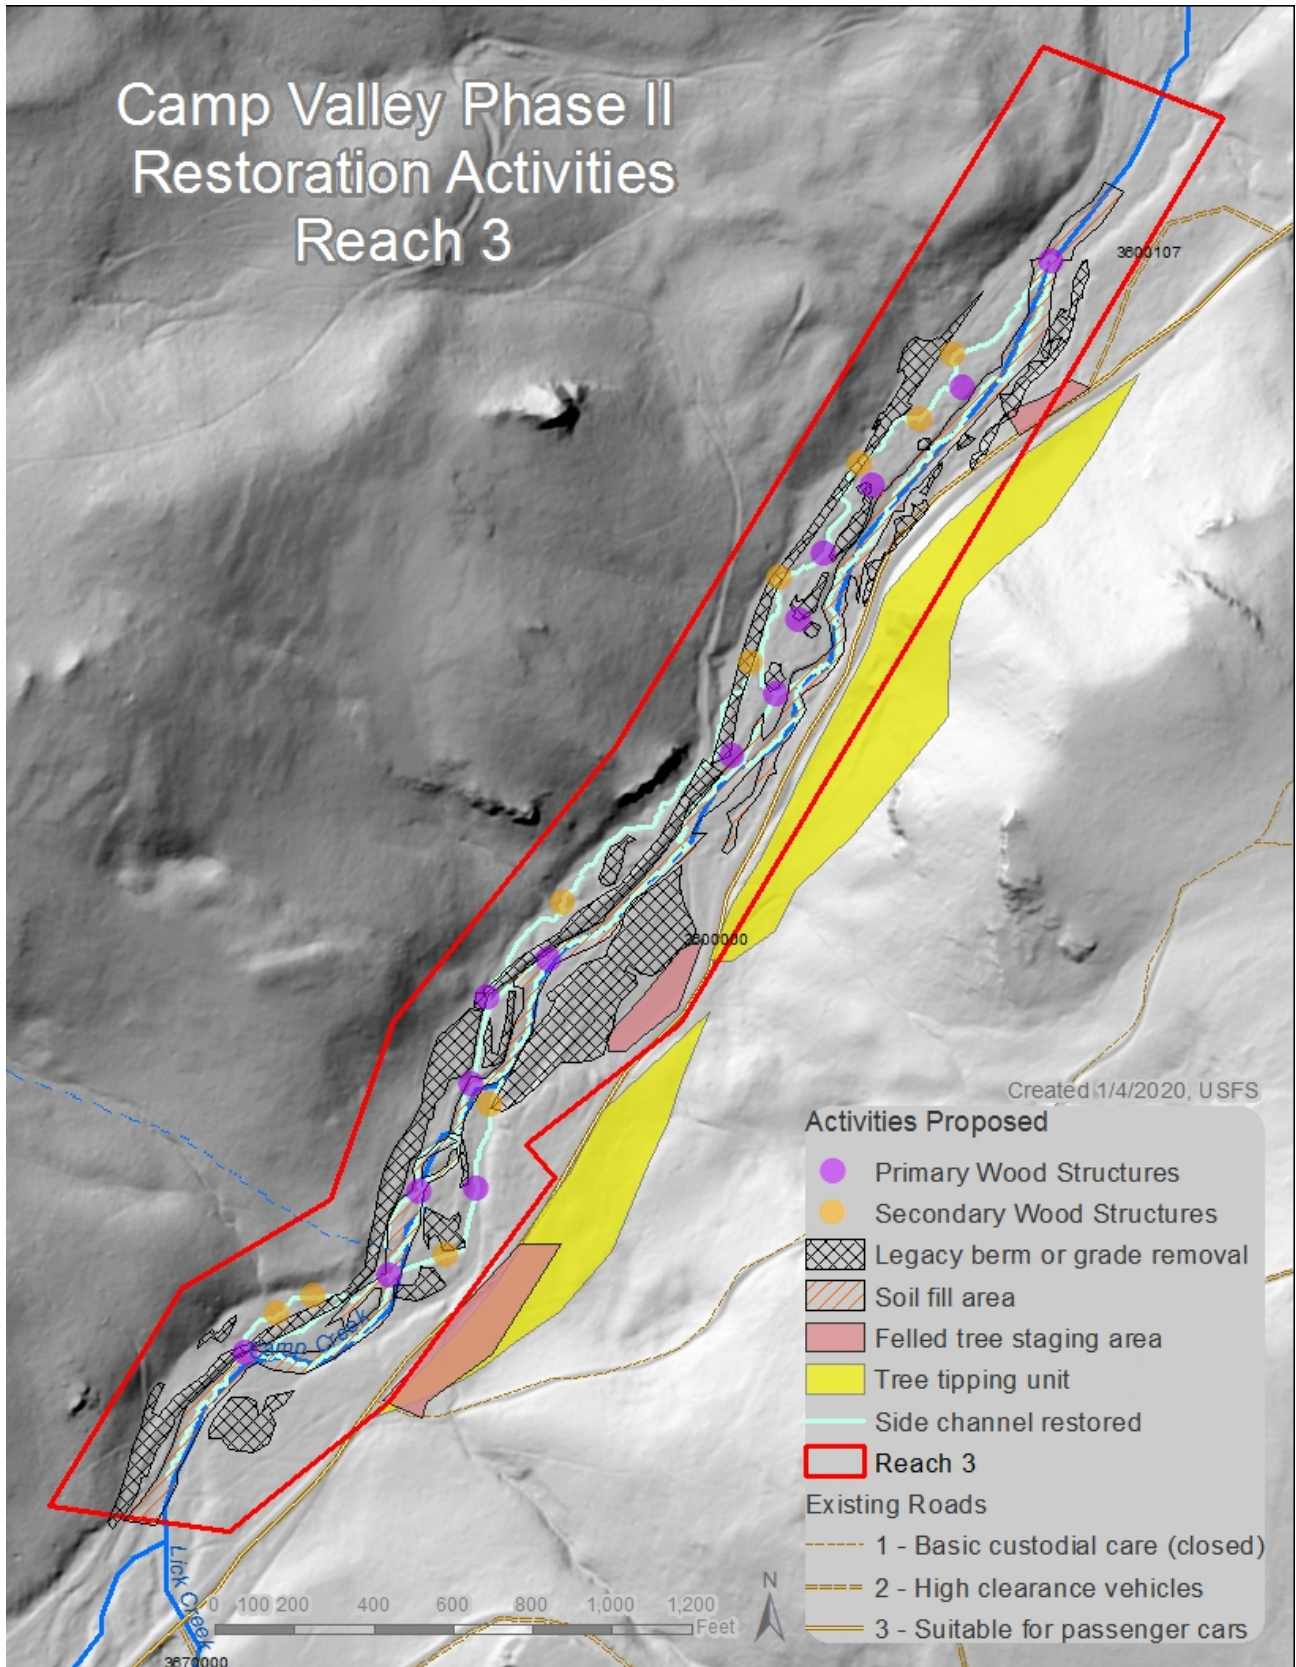 Camp Valley Phase II
Restoration Activities
Reach 3
3600107
3800000
Created 1/4/2020, USFS
Activities Proposed
Primary Wood Structures
Secondary Wood Structures
Legacy berm or grade removal
Soil fill area
Felled tree staging area
Tree tipping unit
Side channel restored
Reach 3
Existing Roads
1 - Basic custodial care (closed)
2 - High clearance vehicles
3 - Suitable for passenger cars
Camp Creek
Lick Creek
0 100 200 400 600 800 1,000 1,200
Feet
N
3870000